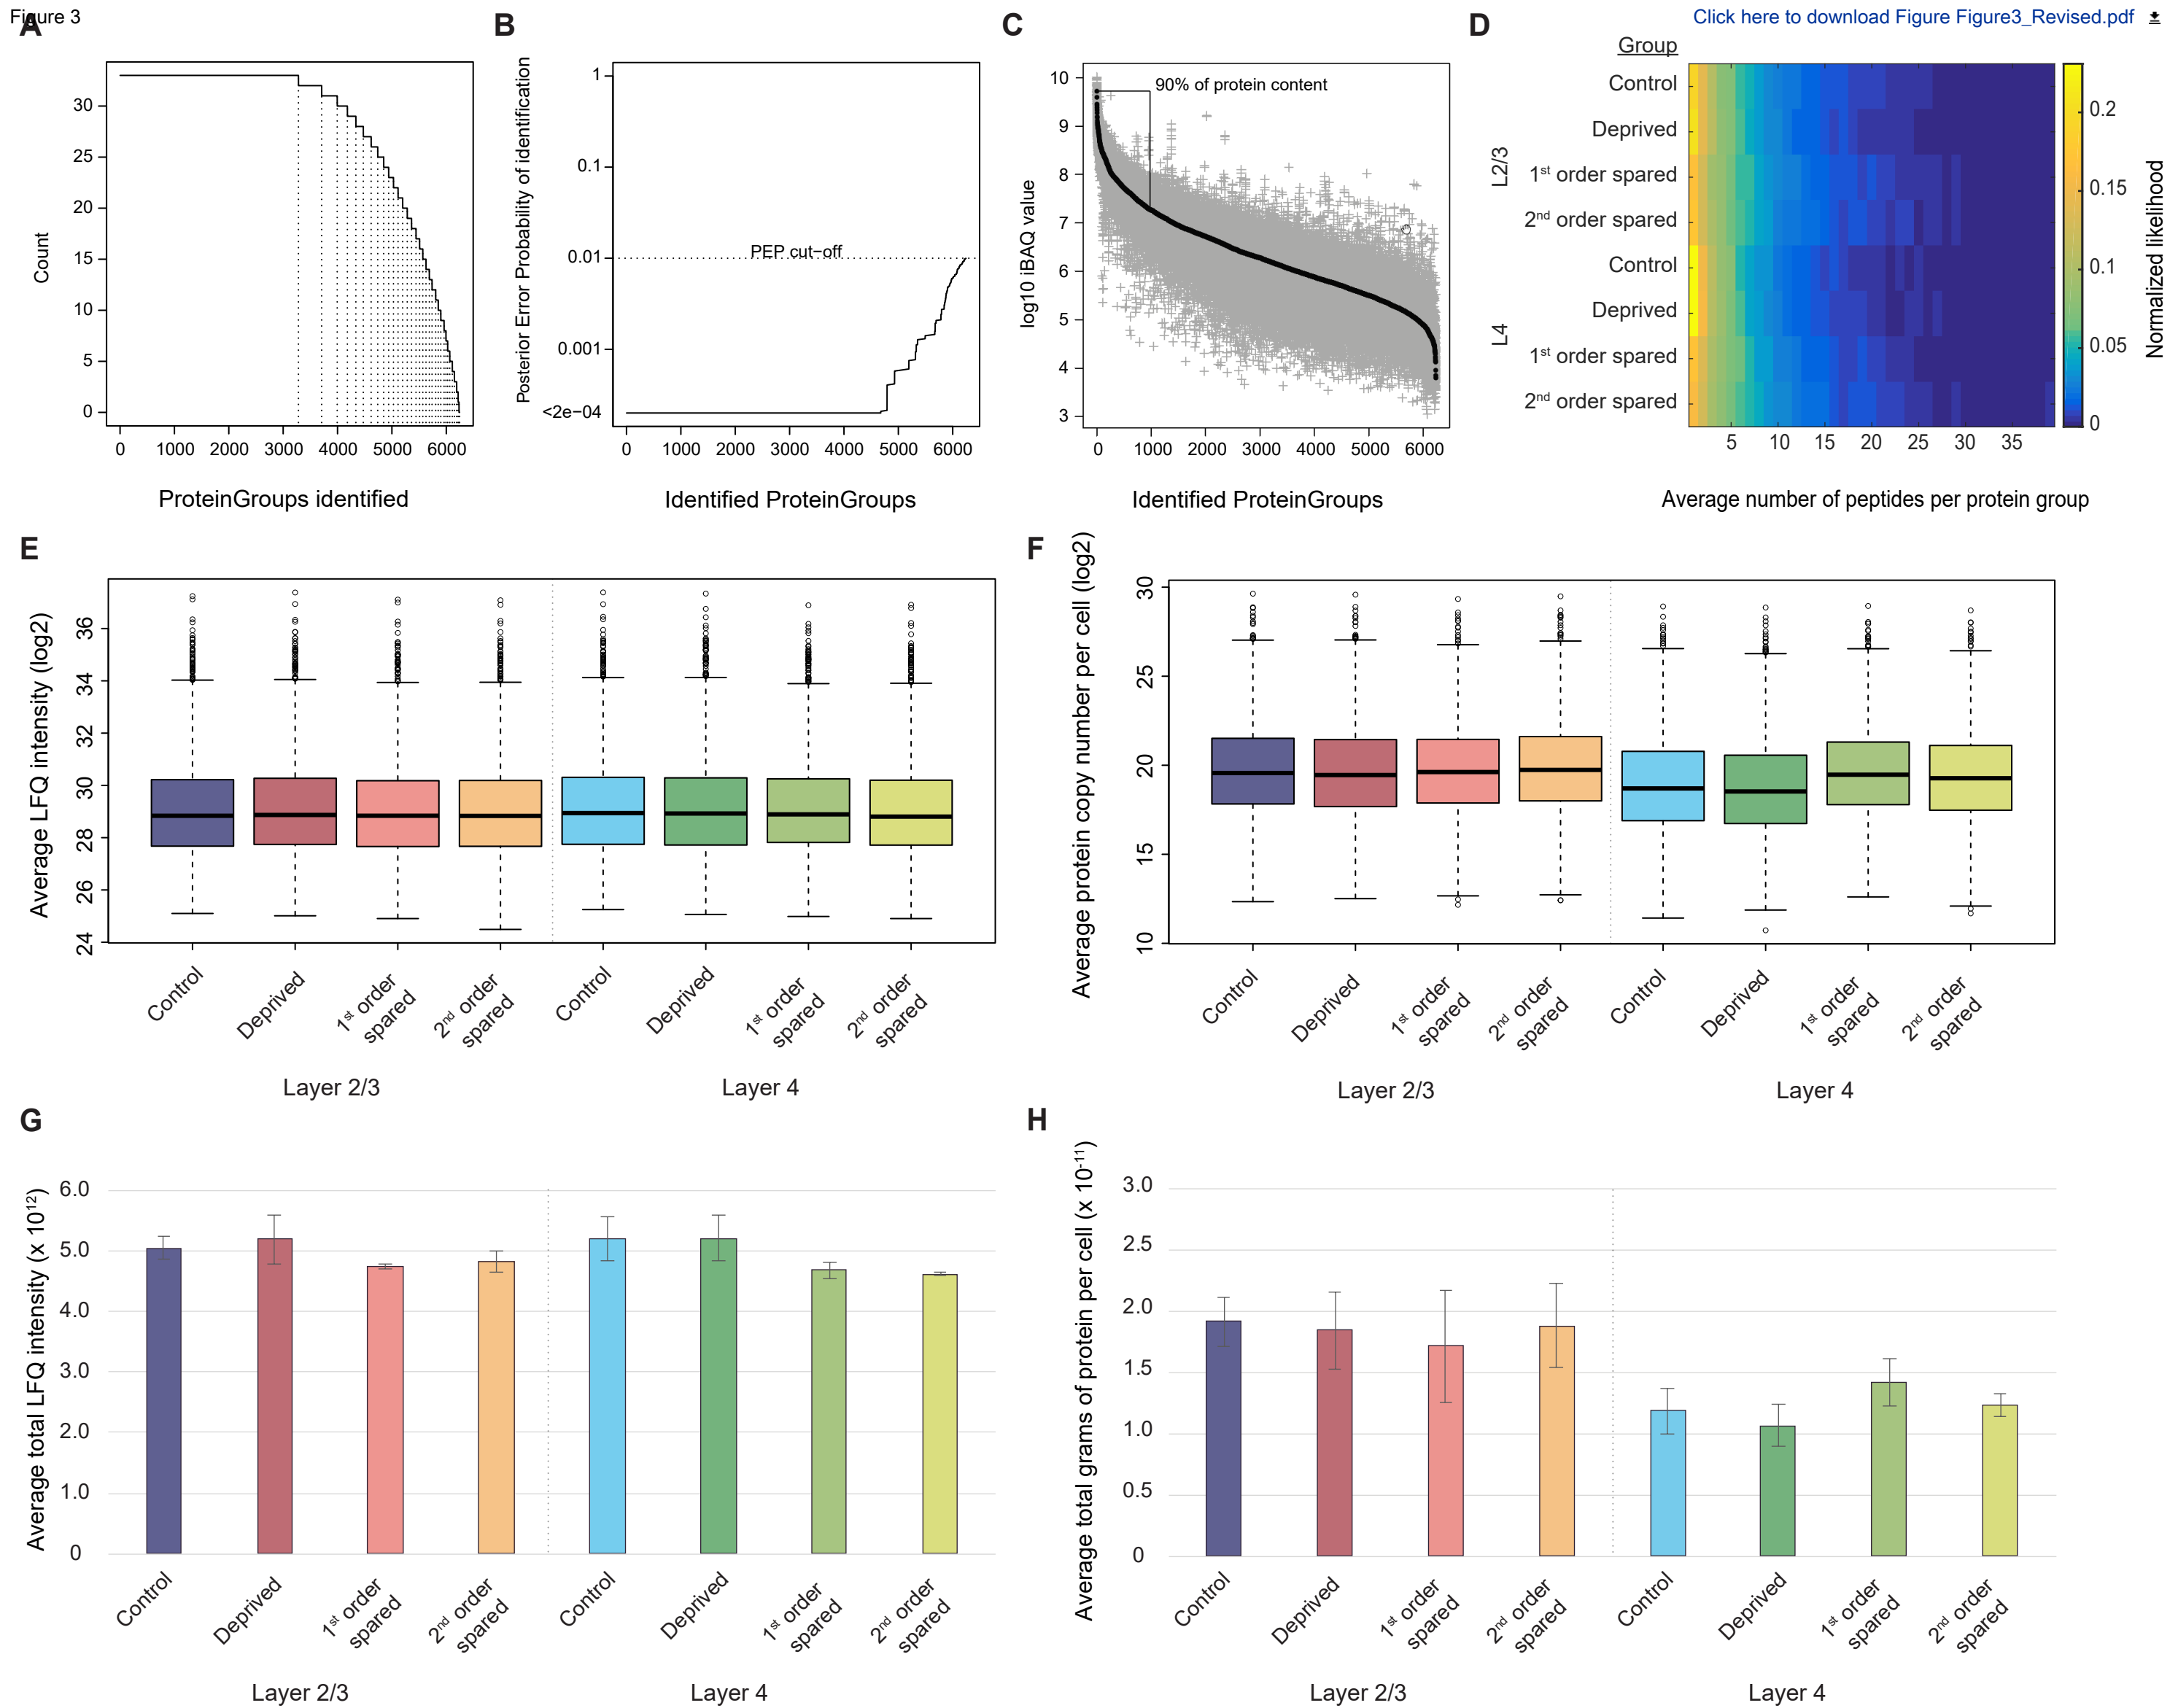 Figure 3
Click here to download Figure Figure3_Revised.pdf
A
Count
30
25
20
15
10
5
0
0 1000 2000 3000 4000 5000 6000
ProteinGroups identified
B
Posterior Error Probability of identification
1
0.1
0.01
0.001
<2e−04
PEP cut−off
0 1000 2000 3000 4000 5000 6000
Identified ProteinGroups
C
log10 iBAQ value
10
9
8
7
6
5
4
3
90% of protein content
0 1000 2000 3000 4000 5000 6000
Identified ProteinGroups
D
Group
L2/3
Control
Deprived
1st order spared
2nd order spared
L4
Control
Deprived
1st order spared
2nd order spared
5 10 15 20 25 30 35
Average number of peptides per protein group
0.2
0.15
0.1
0.05
0
Normalized likelihood
E
Average LFQ intensity (log2)
36
34
32
30
28
26
24
Control
Deprived
1st order
spared
2nd order
spared
Control
Deprived
1st order
spared
2nd order
spared
Layer 2/3
Layer 4
F
Average protein copy number per cell (log2)
30
25
20
15
10
Control
Deprived
1st order
spared
2nd order
spared
Control
Deprived
1st order
spared
2nd order
spared
Layer 2/3
Layer 4
G
Average total LFQ intensity (x 10¹²)
6.0
5.0
4.0
3.0
2.0
1.0
0
Control
Deprived
1st order
spared
2nd order
spared
Control
Deprived
1st order
spared
2nd order
spared
Layer 2/3
Layer 4
H
Average total grams of protein per cell (x 10⁻¹¹)
3.0
2.5
2.0
1.5
1.0
0.5
0
Control
Deprived
1st order
spared
2nd order
spared
Control
Deprived
1st order
spared
2nd order
spared
Layer 2/3
Layer 4